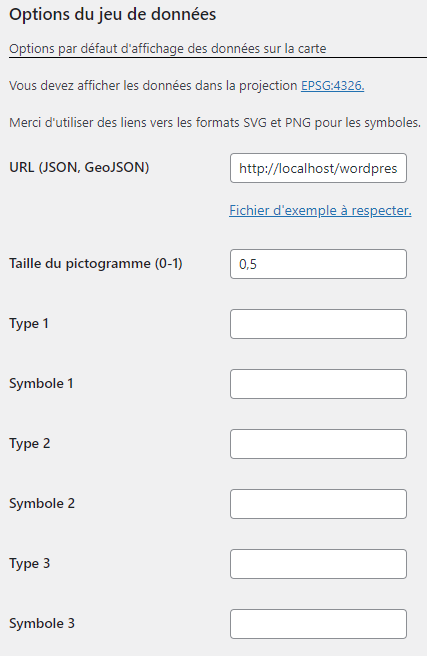 Options du jeu de données
Options par défaut d'affichage des données sur la carte
Vous devez afficher les données dans la projection EPSG:4326.
Merci d'utiliser des liens vers les formats SVG et PNG pour les symboles.
URL (JSON, GeoJSON) http://localhost/wordpres
Fichier d'exemple à respecter.
Taille du pictogramme (0-1) 0,5
Type 1
Symbole 1
Type 2
Symbole 2
Type 3
Symbole 3